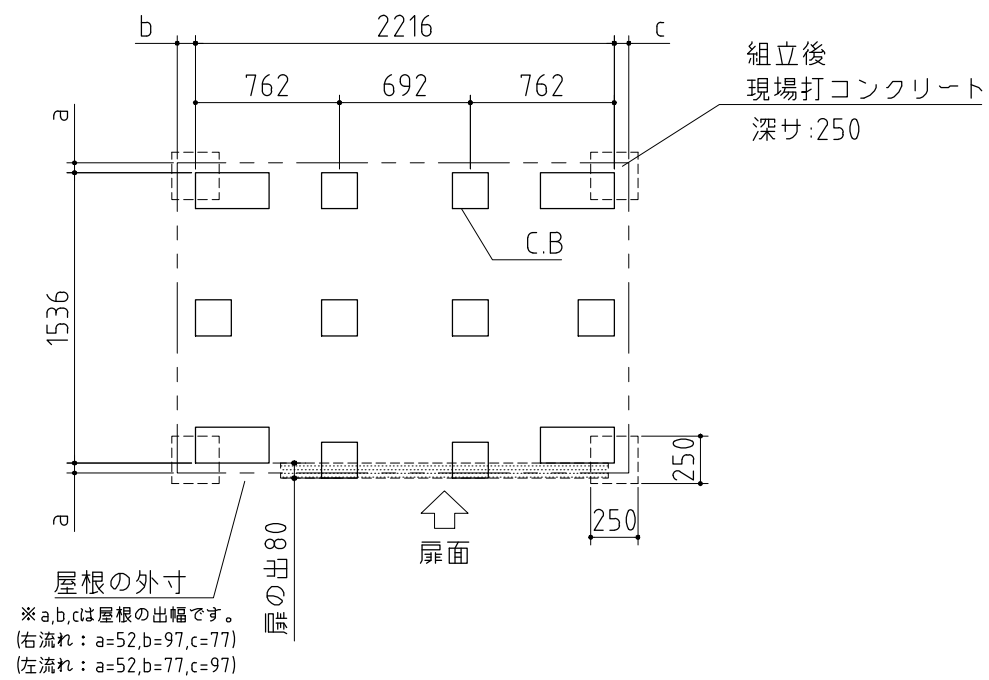 b
2216
c
組立後
現場打コンクリート
深サ:250
762
692
762
a
C.B
1536
250
250
a
扉の出80
扉面
屋根の外寸
※a,b,cは屋根の出幅です。
(右流れ：a=52,b=97,c=77)
(左流れ：a=52,b=77,c=97)